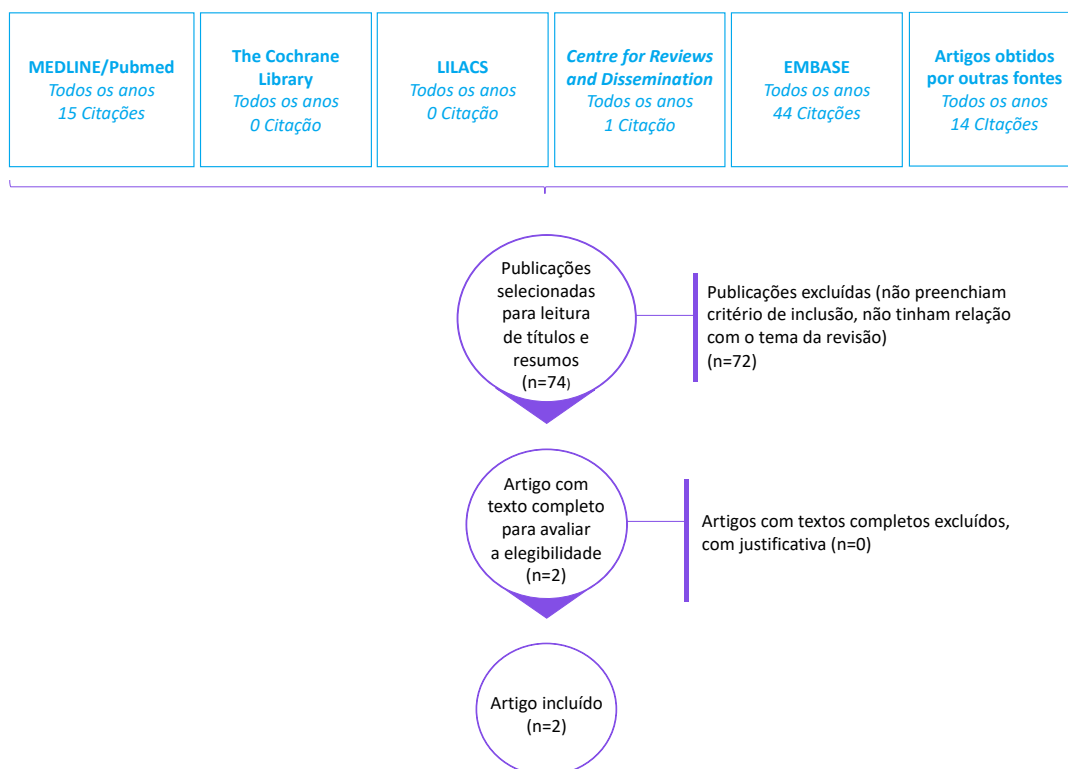 MEDLINE/Pubmed
Todos os anos
15 Citações
The Cochrane
Library
Todos os anos
0 Citação
LILACS
Todos os anos
0 Citação
Centre for Reviews
and Dissemination
Todos os anos
1 Citação
EMBASE
Todos os anos
44 Citações
Artigos obtidos
por outras fontes
Todos os anos
14 CItações
Publicações
selecionadas
para leitura
de títulos e
resumos
(n=74)
Publicações excluídas (não preenchiam
critério de inclusão, não tinham relação
com o tema da revisão)
(n=72)
Artigo com
texto completo
para avaliar
a elegibilidade
(n=2)
Artigos com textos completos excluídos,
com justificativa (n=0)
Artigo incluído
(n=2)